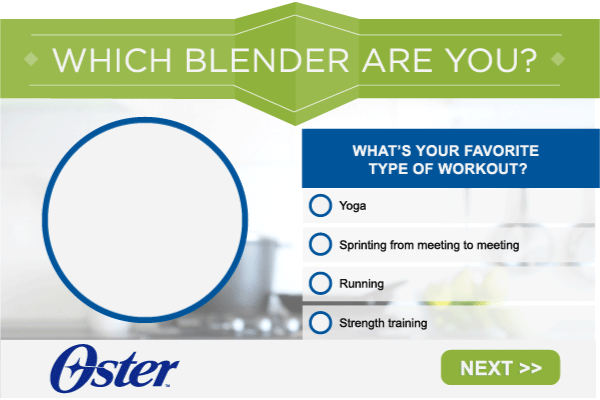 WHICH BLENDER ARE YOU?
WHAT'S YOUR FAVORITE
TYPE OF WORKOUT?
Yoga
Sprinting from meeting to meeting
Running
Strength training
Oster™
NEXT >>